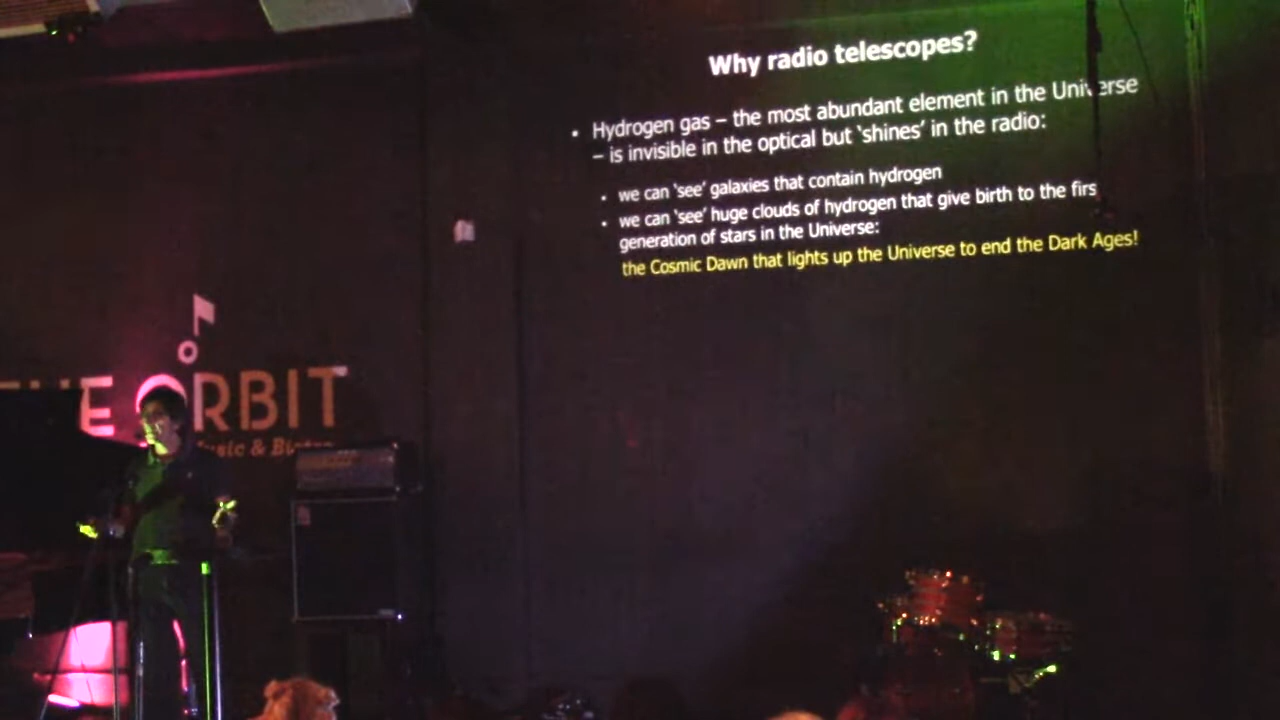 Why radio telescopes?
• Hydrogen gas – the most abundant element in the Universe
– is invisible in the optical but 'shines' in the radio:
• we can 'see' galaxies that contain hydrogen
• we can 'see' huge clouds of hydrogen that give birth to the firs
generation of stars in the Universe:
the Cosmic Dawn that lights up the Universe to end the Dark Ages!
THE ORBIT
Music & Bistro